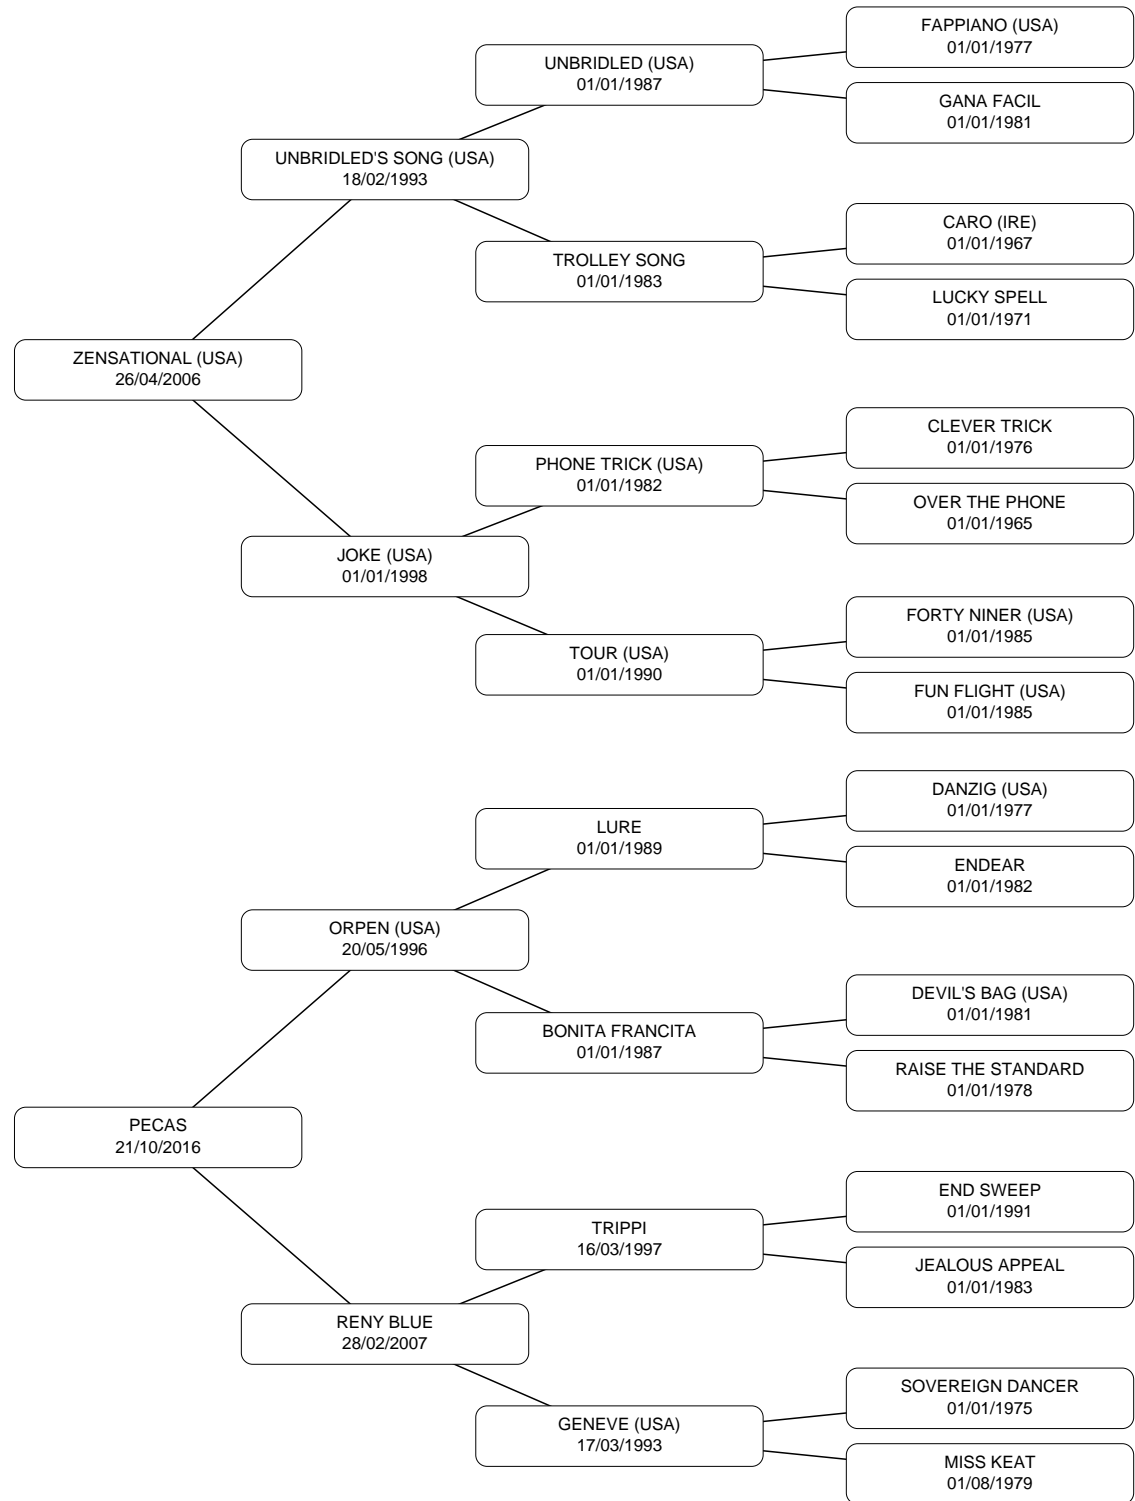 FAPPIANO (USA)
01/01/1977
UNBRIDLED (USA)
01/01/1987
GANA FACIL
01/01/1981
UNBRIDLED'S SONG (USA)
18/02/1993
CARO (IRE)
01/01/1967
TROLLEY SONG
01/01/1983
LUCKY SPELL
01/01/1971
ZENSATIONAL (USA)
26/04/2006
CLEVER TRICK
01/01/1976
PHONE TRICK (USA)
01/01/1982
OVER THE PHONE
01/01/1965
JOKE (USA)
01/01/1998
FORTY NINER (USA)
01/01/1985
TOUR (USA)
01/01/1990
FUN FLIGHT (USA)
01/01/1985
DANZIG (USA)
01/01/1977
LURE
01/01/1989
ENDEAR
01/01/1982
ORPEN (USA)
20/05/1996
DEVIL'S BAG (USA)
01/01/1981
BONITA FRANCITA
01/01/1987
RAISE THE STANDARD
01/01/1978
PECAS
21/10/2016
END SWEEP
01/01/1991
TRIPPI
16/03/1997
JEALOUS APPEAL
01/01/1983
RENY BLUE
28/02/2007
SOVEREIGN DANCER
01/01/1975
GENEVE (USA)
17/03/1993
MISS KEAT
01/08/1979